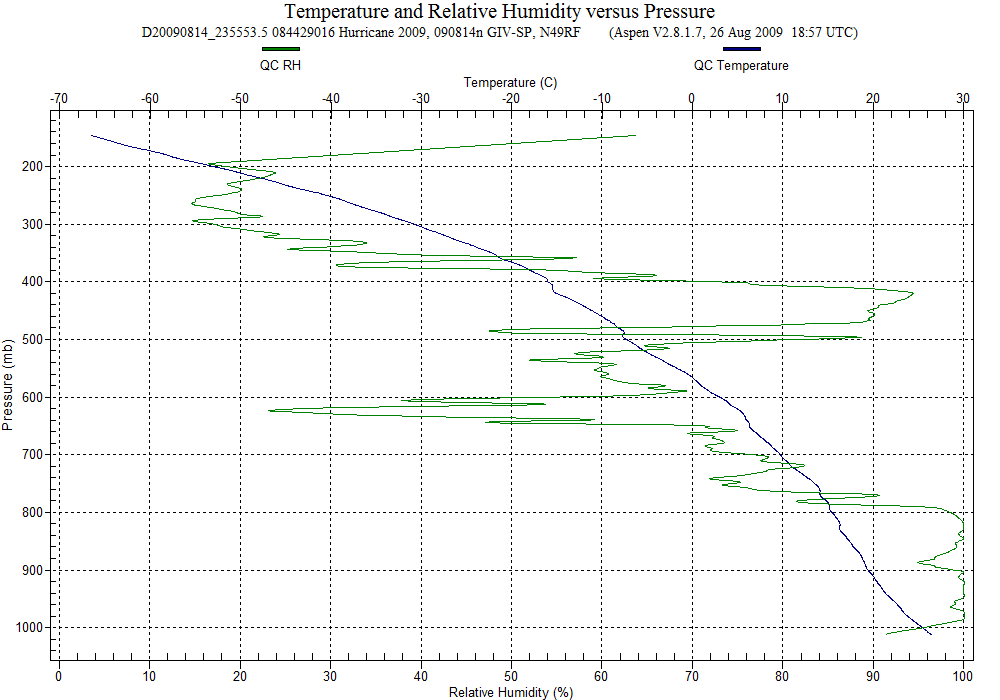 Temperature and Relative Humidity versus Pressure
D20090814_235553.5 084429016 Hurricane 2009, 090814n GIV-SP, N49RF (Aspen V2.8.1.7, 26 Aug 2009 18:57 UTC)
QC RH QC Temperature
Temperature (C)
-70 -60 -50 -40 -30 -20 -10 0 10 20 30
200
300
400
500
600
700
800
900
1000
Pressure (mb)
0 10 20 30 40 50 60 70 80 90 100
Relative Humidity (%)